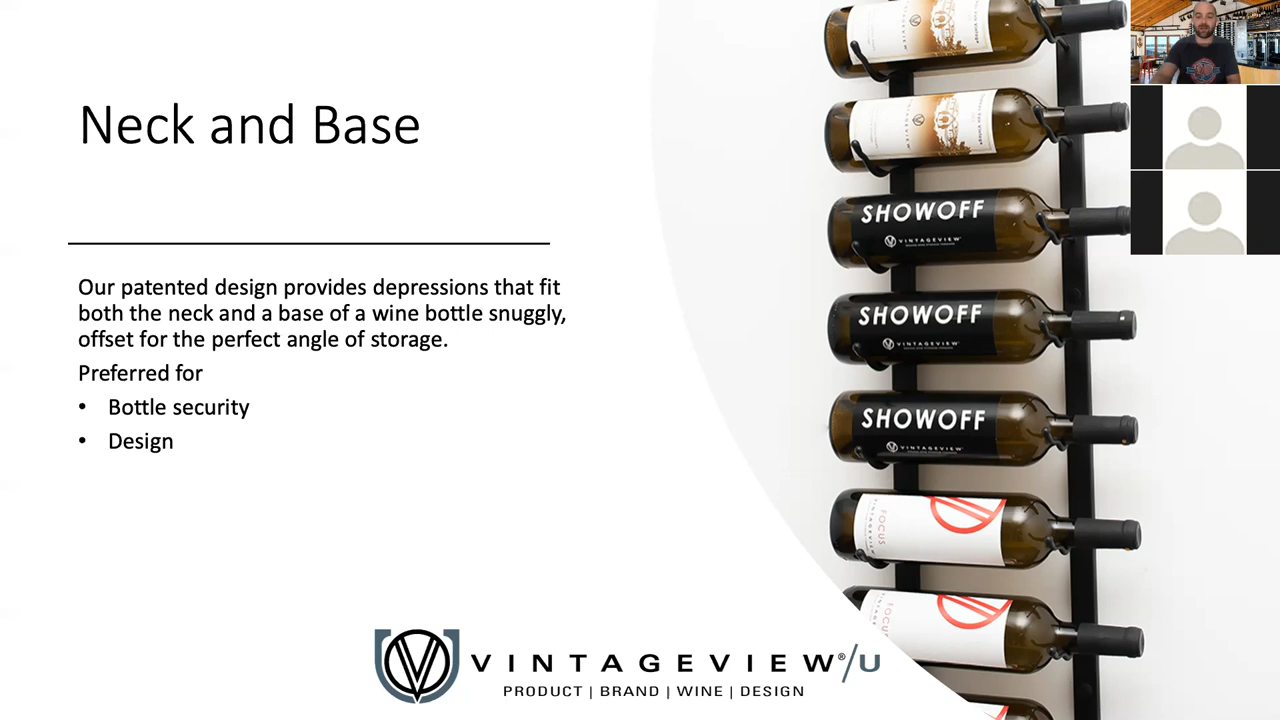 Neck and Base
Our patented design provides depressions that fit
both the neck and a base of a wine bottle snuggly,
offset for the perfect angle of storage.
Preferred for
• Bottle security
• Design
SHOWOFF
VINTAGEVIEW
SHOWOFF
VINTAGEVIEW
SHOWOFF
VINTAGEVIEW
FOCUS
VINTAGEVIEW
FOCUS
VINTAGEVIEW®/U
PRODUCT | BRAND | WINE | DESIGN